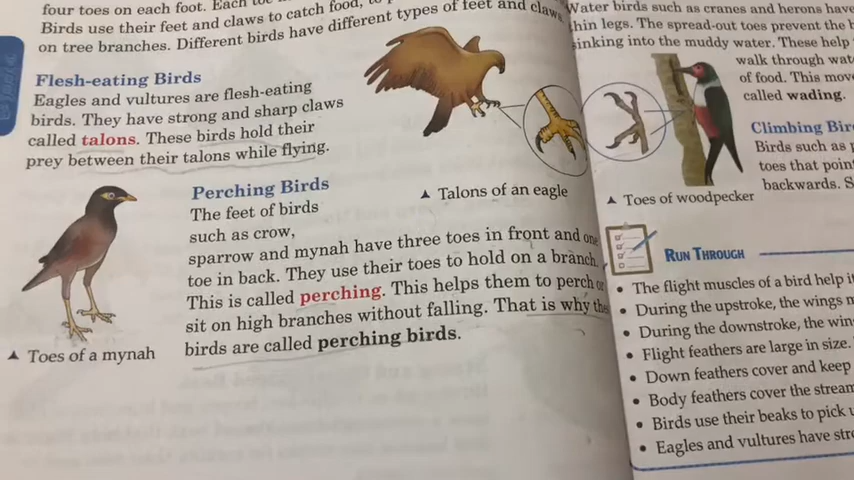 four toes on each foot. Each
Birds use their feet and claws to catch food,
on tree branches. Different birds have different types of feet and claws
Flesh-eating Birds
Eagles and vultures are flesh-eating
birds. They have strong and sharp claws
called talons. These birds hold their
prey between their talons while flying.
Talons of an eagle
Perching Birds
The feet of birds
such as crow,
sparrow and mynah have three toes in front and one
toe in back. They use their toes to hold on a branch.
This is called perching. This helps them to perch or
sit on high branches without falling. That is why
birds are called perching birds.
Toes of a mynah
Water birds such as cranes and herons have
thin legs. The spread-out toes prevent the
sinking into the muddy water. These help
walk through
of food. This
called wading.
Climbing
Birds such as
toes that
backwards.
Toes of woodpecker
RUN THROUGH
• The flight muscles of a bird help
• During the upstroke, the wings
• During the downstroke, the
• Flight feathers are large in size.
• Down feathers cover and keep
• Body feathers cover the
• Birds use their beaks to pick
• Eagles and vultures have